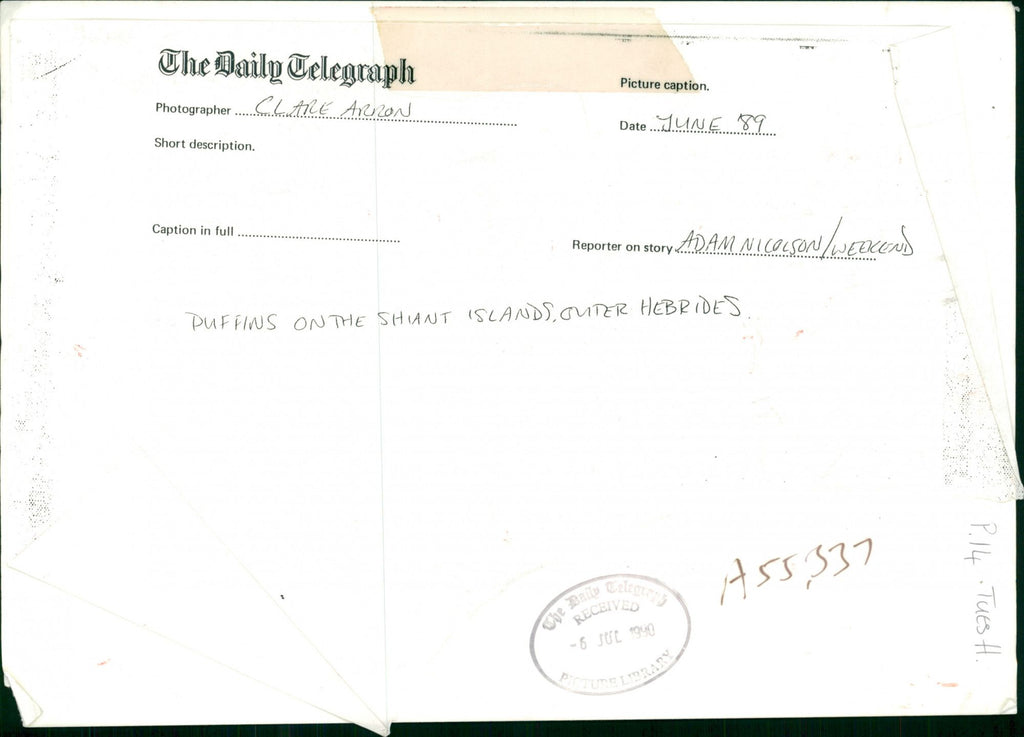 The Daily Telegraph
Picture caption.
Photographer CLARE ARRON
Date JUNE '89
Short description.
Caption in full
Reporter on story ADAM NICOLSON/WEEKEND
PUFFINS ON THE SHIANT ISLANDS, OUTER HEBRIDES.
A55,337
P.14 . TUES H.
The Daily Telegraph
RECEIVED
-6 JUL 1990
PICTURE LIBRARY